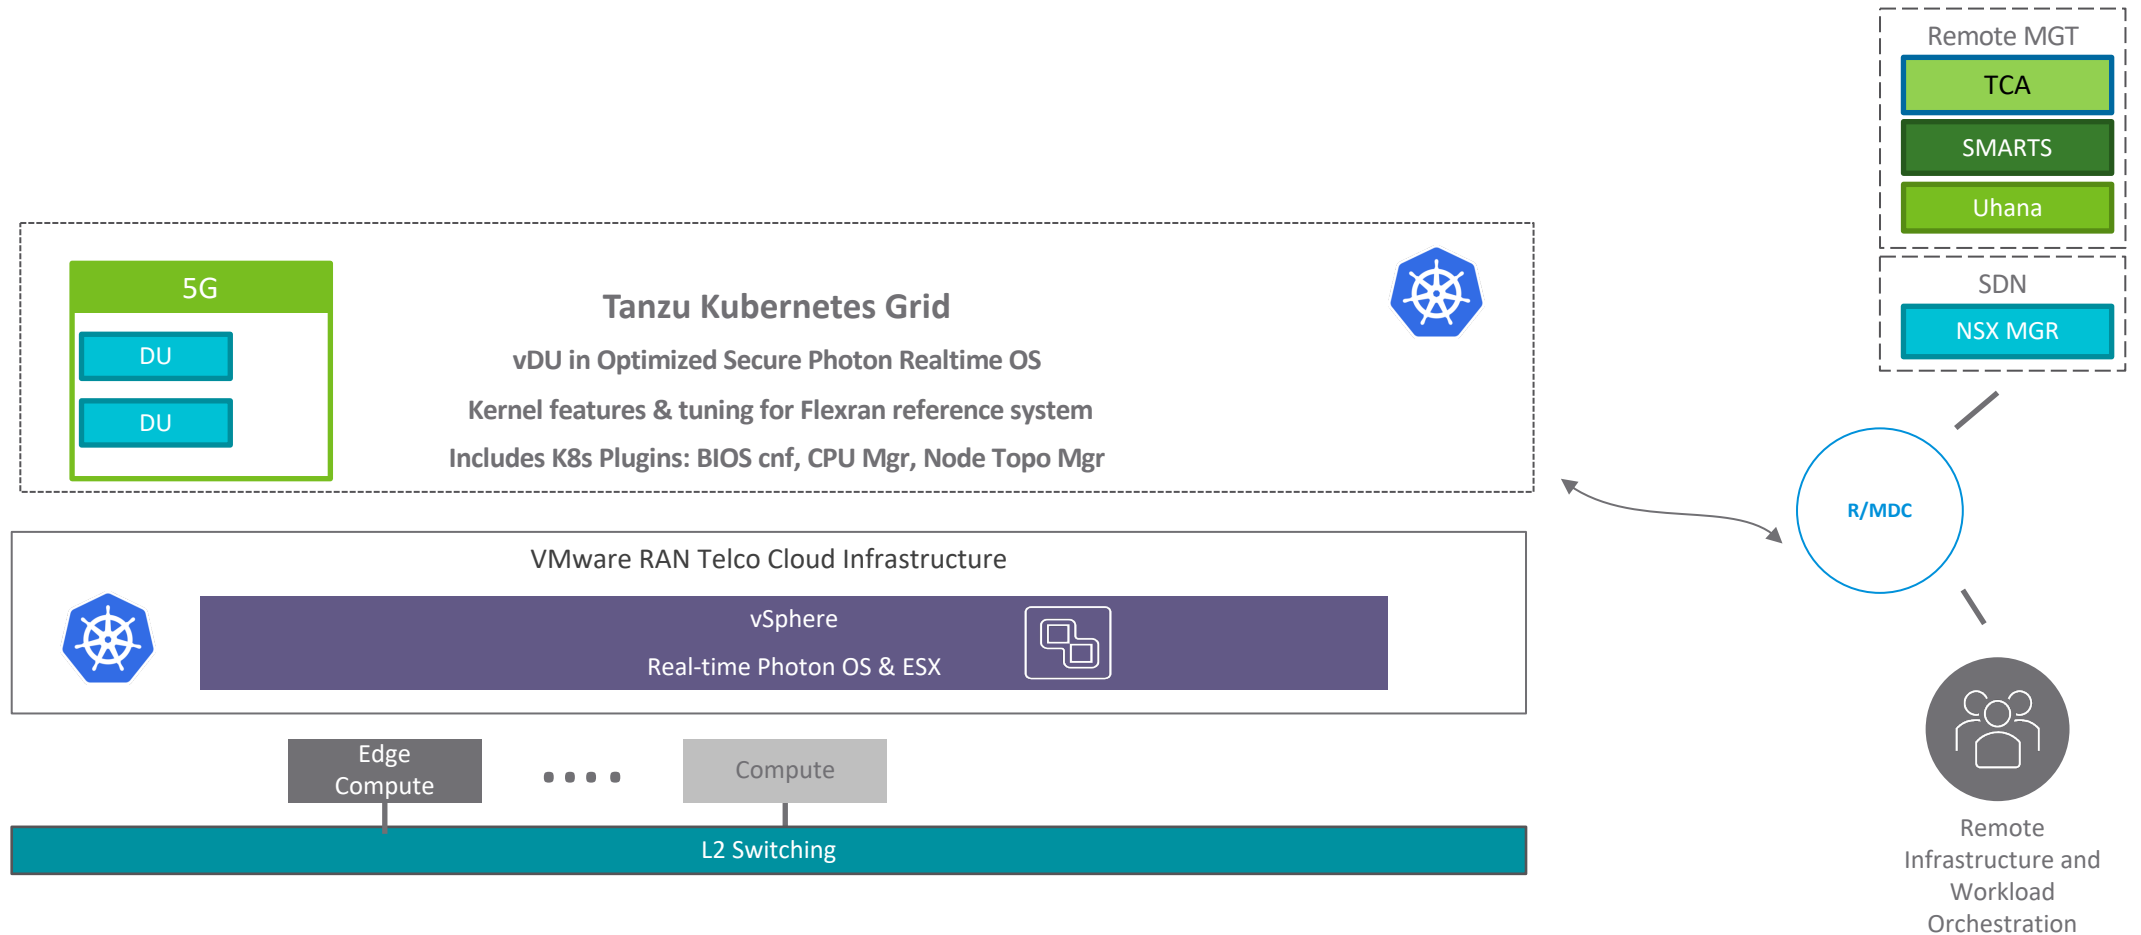 Remote MGT
TCA
SMARTS
Uhana
SDN
NSX MGR
5G
DU
DU
Tanzu Kubernetes Grid
vDU in Optimized Secure Photon Realtime OS
Kernel features & tuning for Flexran reference system
Includes K8s Plugins: BIOS cnf, CPU Mgr, Node Topo Mgr
R/MDC
VMware RAN Telco Cloud Infrastructure
vSphere
Real-time Photon OS & ESX
Edge
Compute
....
Compute
L2 Switching
Remote
Infrastructure and
Workload
Orchestration